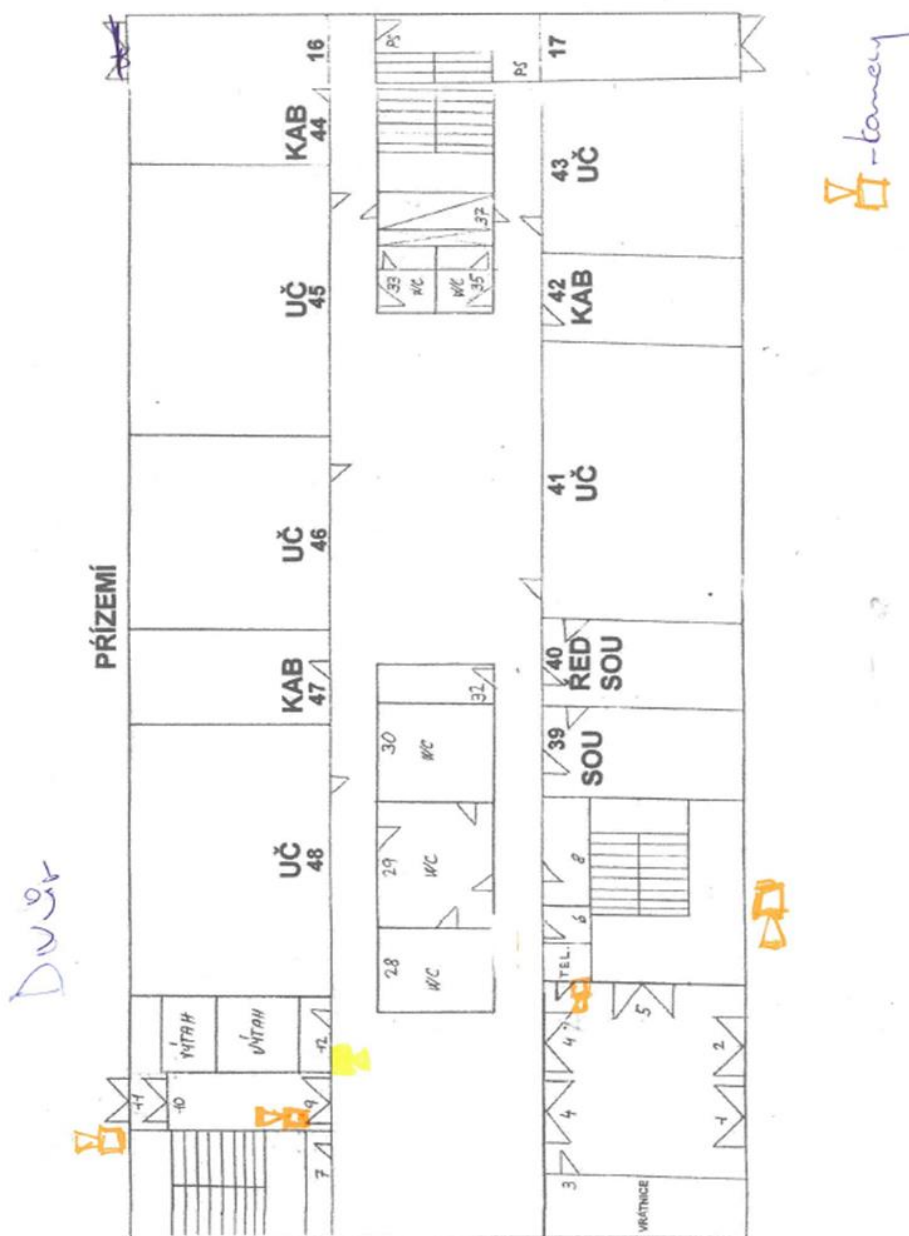 Dvůr
PŘÍZEMÍ
11
10
VÝTAH
VÝTAH
7
9
12
UČ
48
KAB
47
UČ
46
UČ
45
KAB
44
16
28
WC
29
WC
30
WC
32
33
WC
WC
35
37
PS
PS
3
4
4
TEL.
6
8
39
SOU
40
ŘED
SOU
41
UČ
42
KAB
43
UČ
17
VRÁTNICE
5
1
2
-kamery